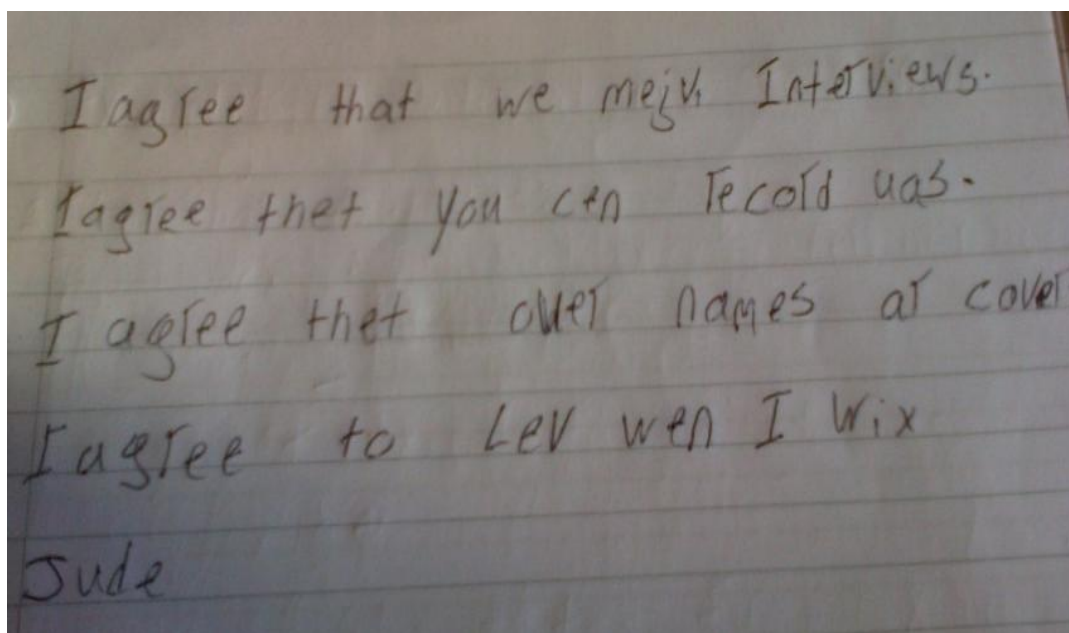 I agree that we mejv. Interviews.
I agree thet you cen record uas.
I agree thet over names ar cover
I agree to Lev wen I Wix
Jude